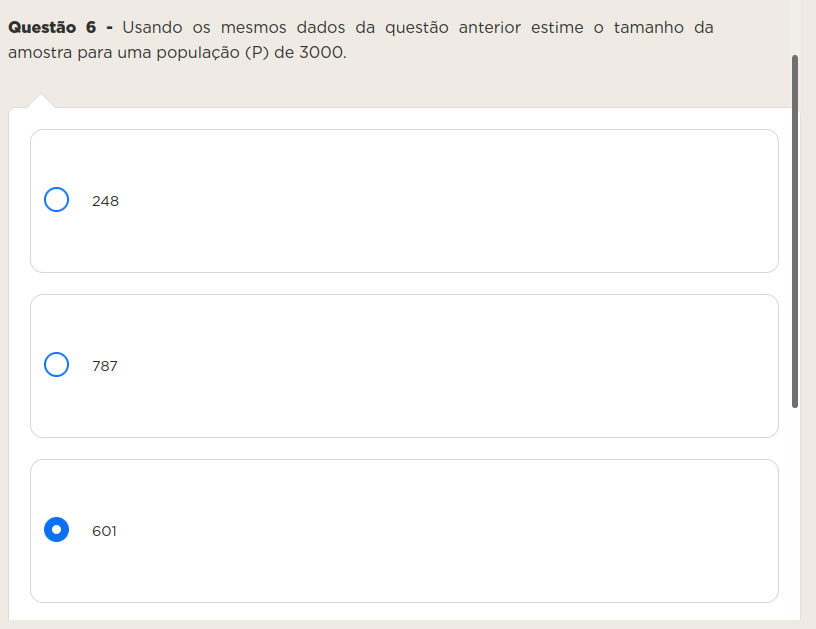 Questão 6 - Usando os mesmos dados da questão anterior estime o tamanho da
amostra para uma população (P) de 3000.
248
787
601